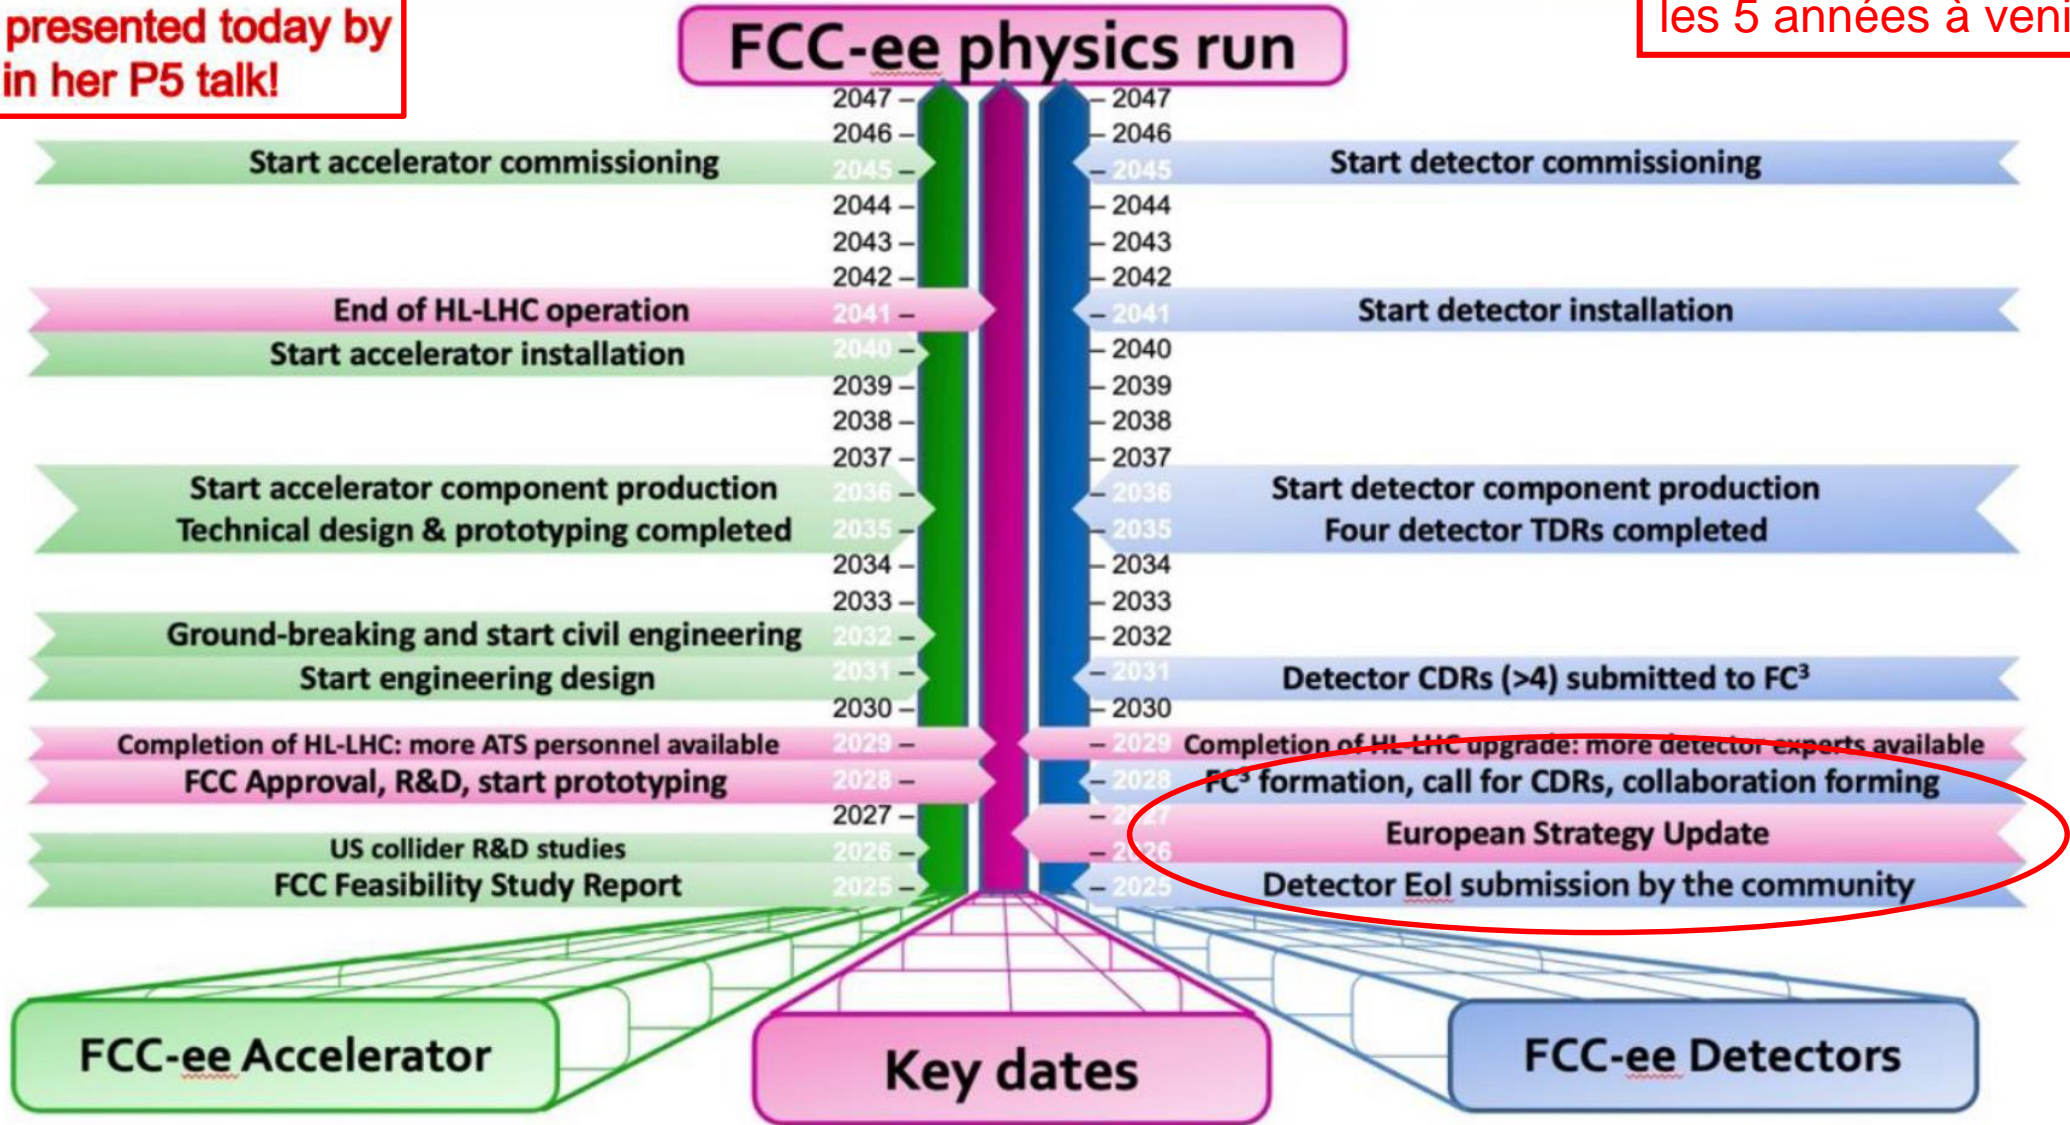 presented today by
in her P5 talk!
les 5 années à veni
FCC-ee physics run
2047 – – 2047
2046 – – 2046
Start accelerator commissioning 2045 – – 2045 Start detector commissioning
2044 – – 2044
2043 – – 2043
2042 – – 2042
End of HL-LHC operation 2041 – – 2041 Start detector installation
Start accelerator installation 2040 – – 2040
2039 – – 2039
2038 – – 2038
2037 – – 2037
Start accelerator component production 2036 – – 2036 Start detector component production
Technical design & prototyping completed 2035 – – 2035 Four detector TDRs completed
2034 – – 2034
2033 – – 2033
Ground-breaking and start civil engineering 2032 – – 2032
Start engineering design 2031 – – 2031 Detector CDRs (>4) submitted to FC³
2030 – – 2030
Completion of HL-LHC: more ATS personnel available 2029 – – 2029 Completion of HL-LHC upgrade: more detector experts available
FCC Approval, R&D, start prototyping 2028 – – 2028 FC³ formation, call for CDRs, collaboration forming
2027 – – 2027
European Strategy Update
US collider R&D studies 2026 – – 2026
FCC Feasibility Study Report 2025 – – 2025 Detector EoI submission by the community
FCC-ee Accelerator
Key dates
FCC-ee Detectors